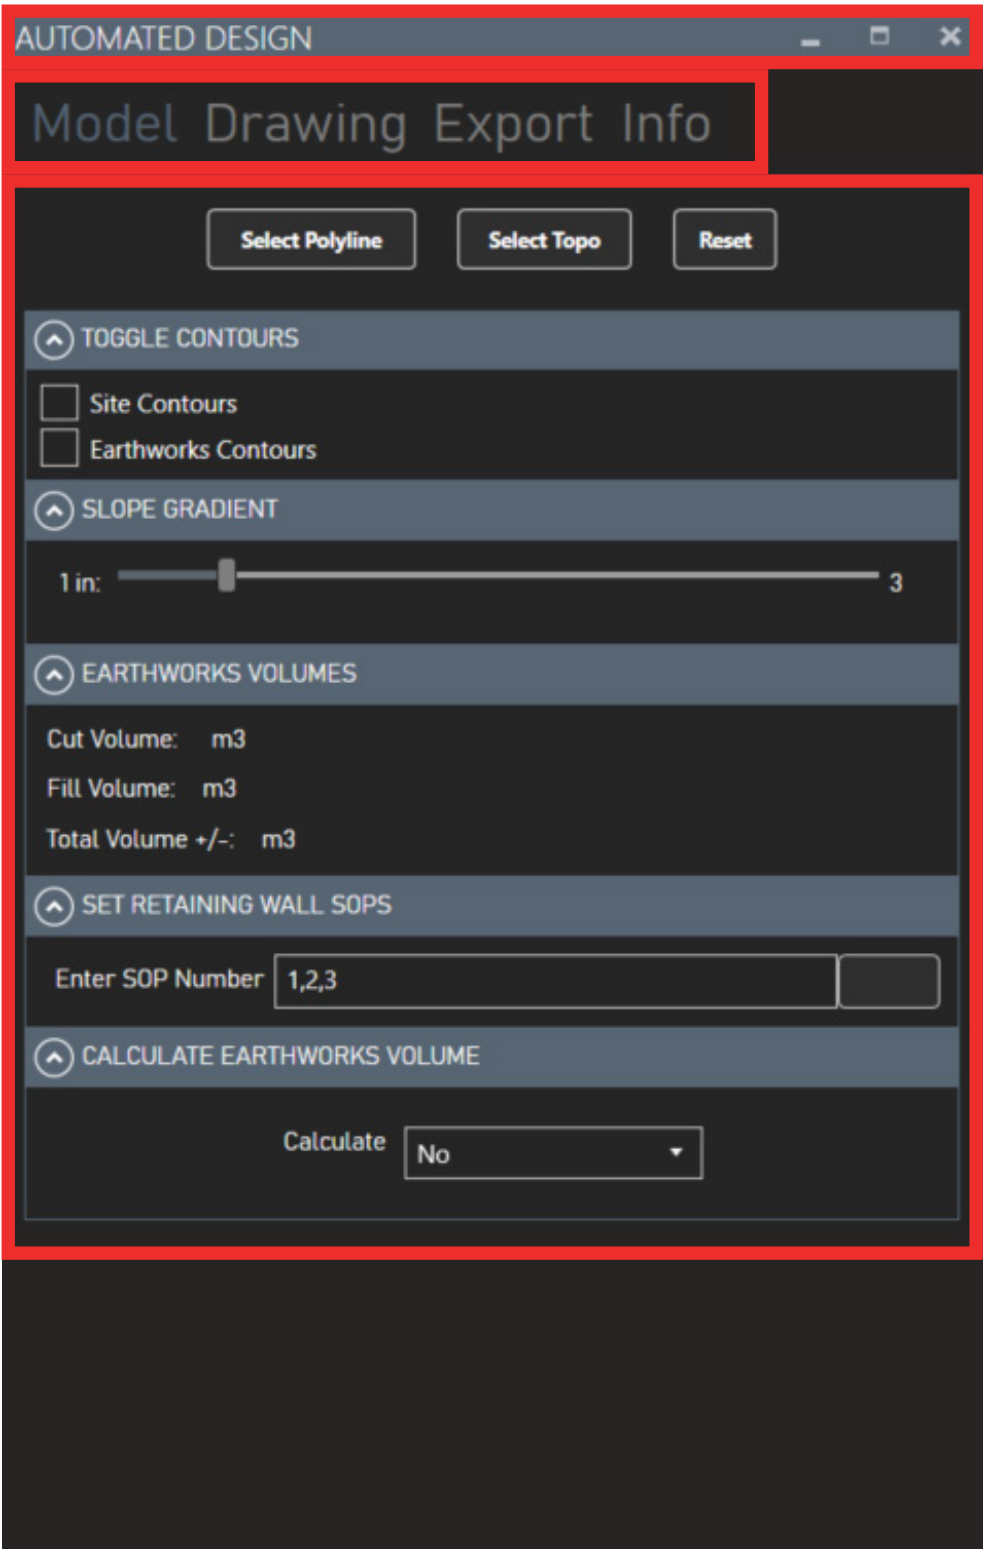 AUTOMATED DESIGN
Model Drawing Export Info
Select Polyline Select Topo Reset
TOGGLE CONTOURS
Site Contours
Earthworks Contours
SLOPE GRADIENT
1 in: 3
EARTHWORKS VOLUMES
Cut Volume: m3
Fill Volume: m3
Total Volume +/-: m3
SET RETAINING WALL SOPS
Enter SOP Number 1,2,3
CALCULATE EARTHWORKS VOLUME
Calculate No